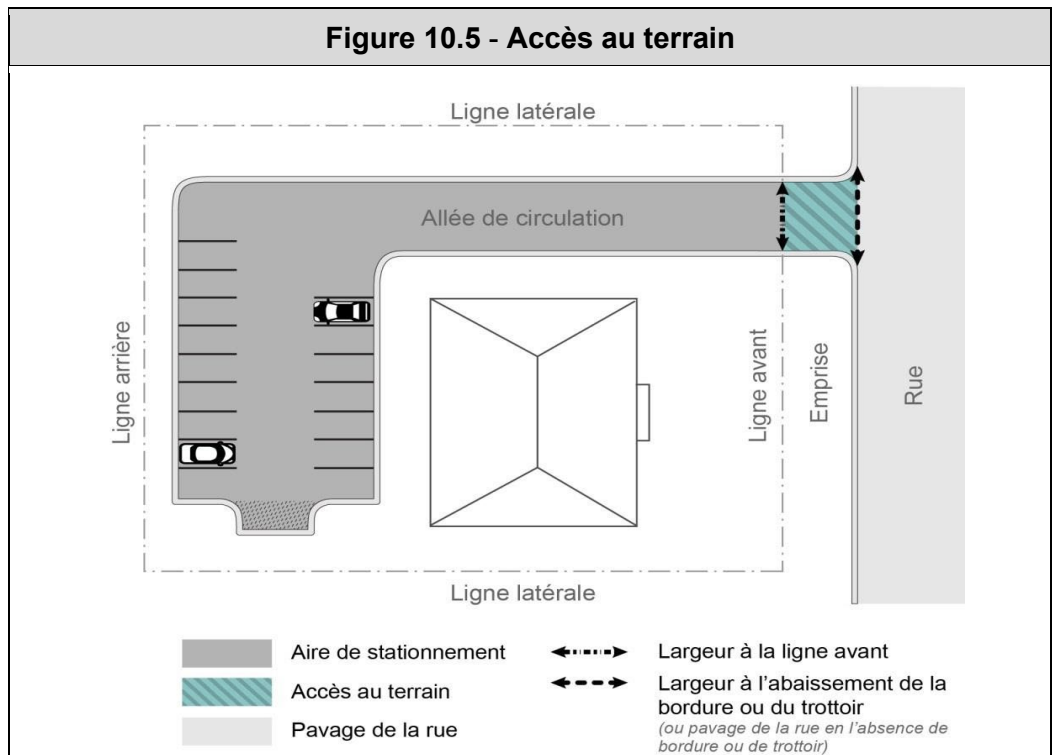 Figure 10.5 - Accès au terrain
Ligne latérale
Allée de circulation
Ligne arrière
Ligne avant
Emprise
Rue
Ligne latérale
Aire de stationnement
Accès au terrain
Pavage de la rue
Largeur à la ligne avant
Largeur à l'abaissement de la
bordure ou du trottoir
(ou pavage de la rue en l'absence de
bordure ou de trottoir)